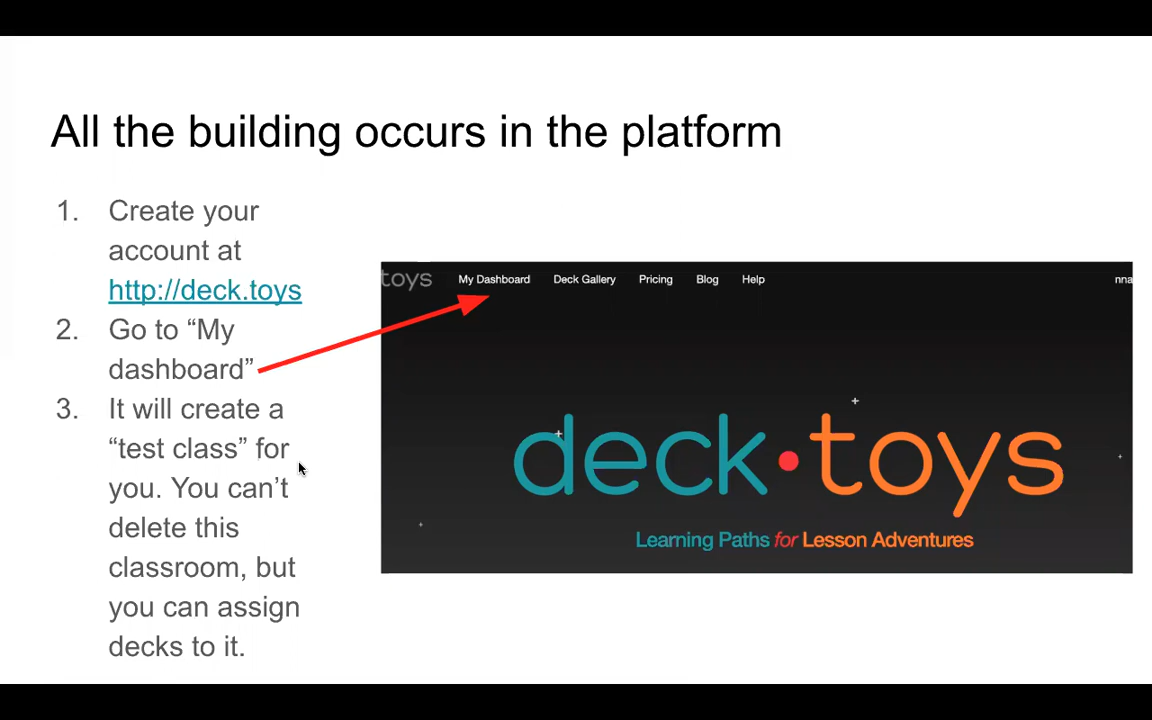 All the building occurs in the platform
1. Create your
account at
http://deck.toys
2. Go to “My
dashboard”
3. It will create a
“test class” for
you. You can’t
delete this
classroom, but
you can assign
decks to it.
toys My Dashboard Deck Gallery Pricing Blog Help nna
deck•toys
Learning Paths for Lesson Adventures